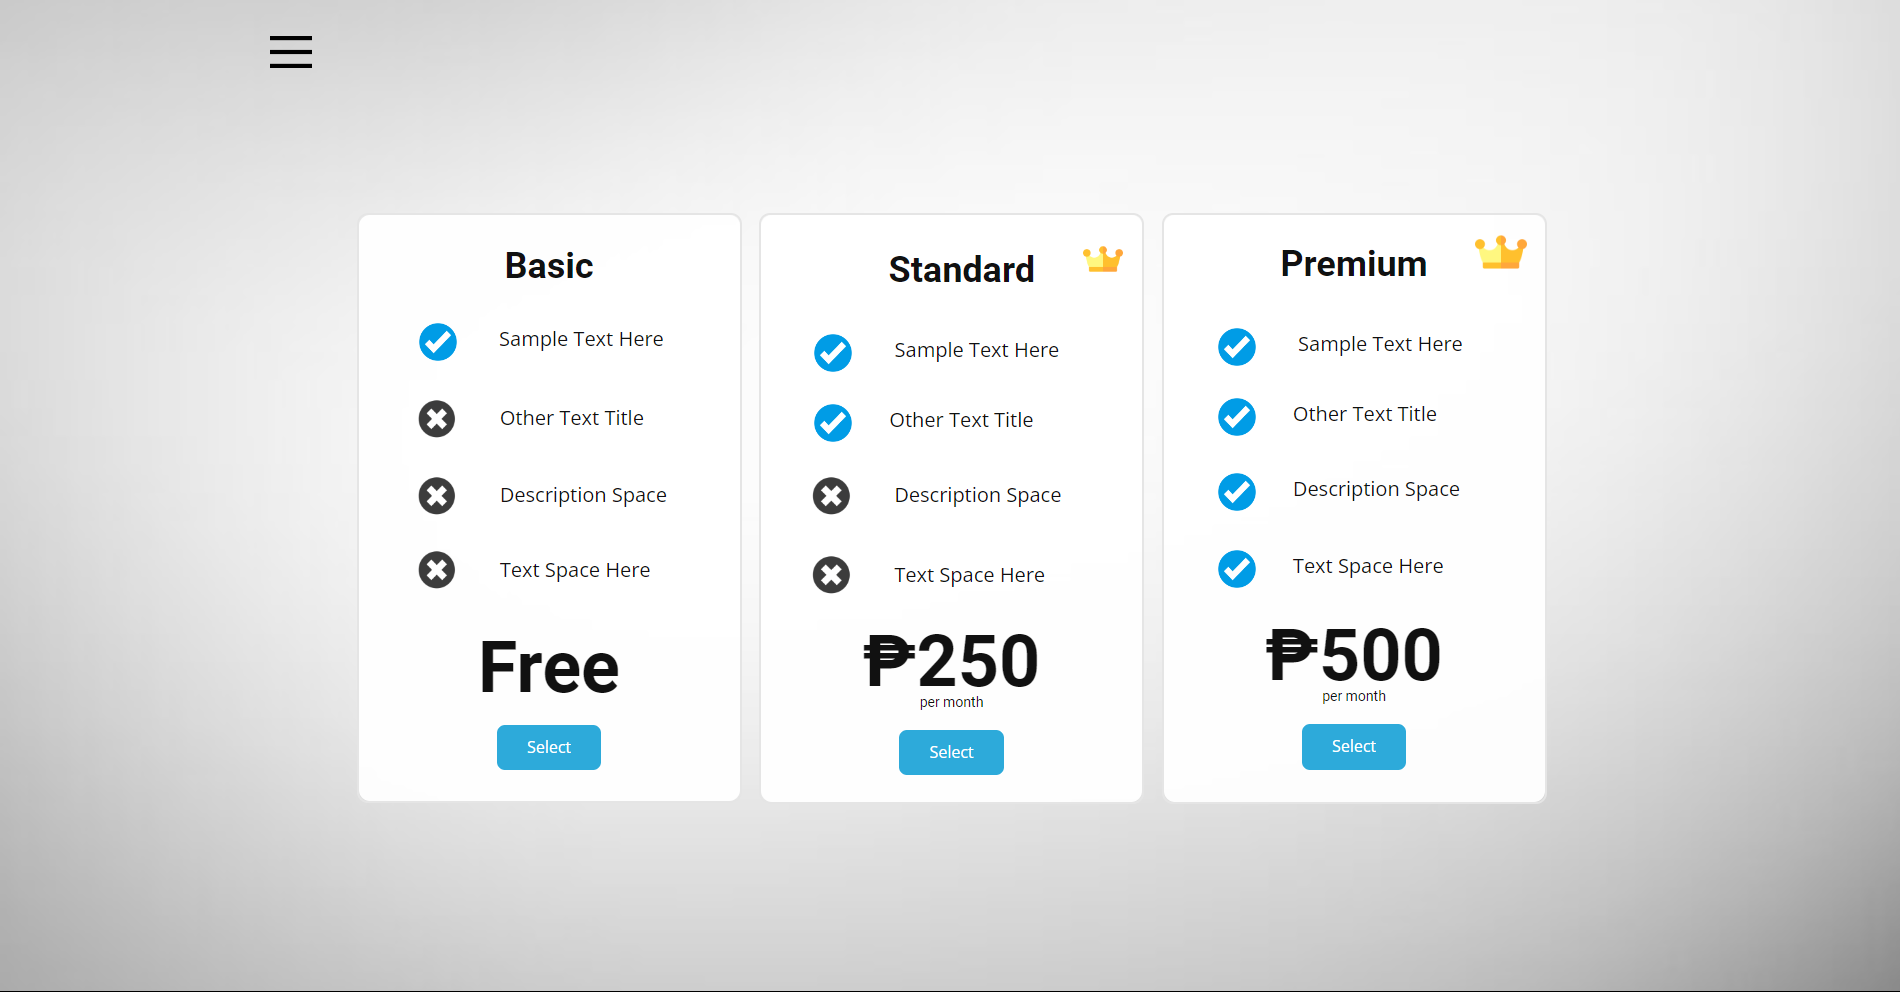 Basic
Sample Text Here
Other Text Title
Description Space
Text Space Here
Free
Select
Standard
Sample Text Here
Other Text Title
Description Space
Text Space Here
₱250
per month
Select
Premium
Sample Text Here
Other Text Title
Description Space
Text Space Here
₱500
per month
Select